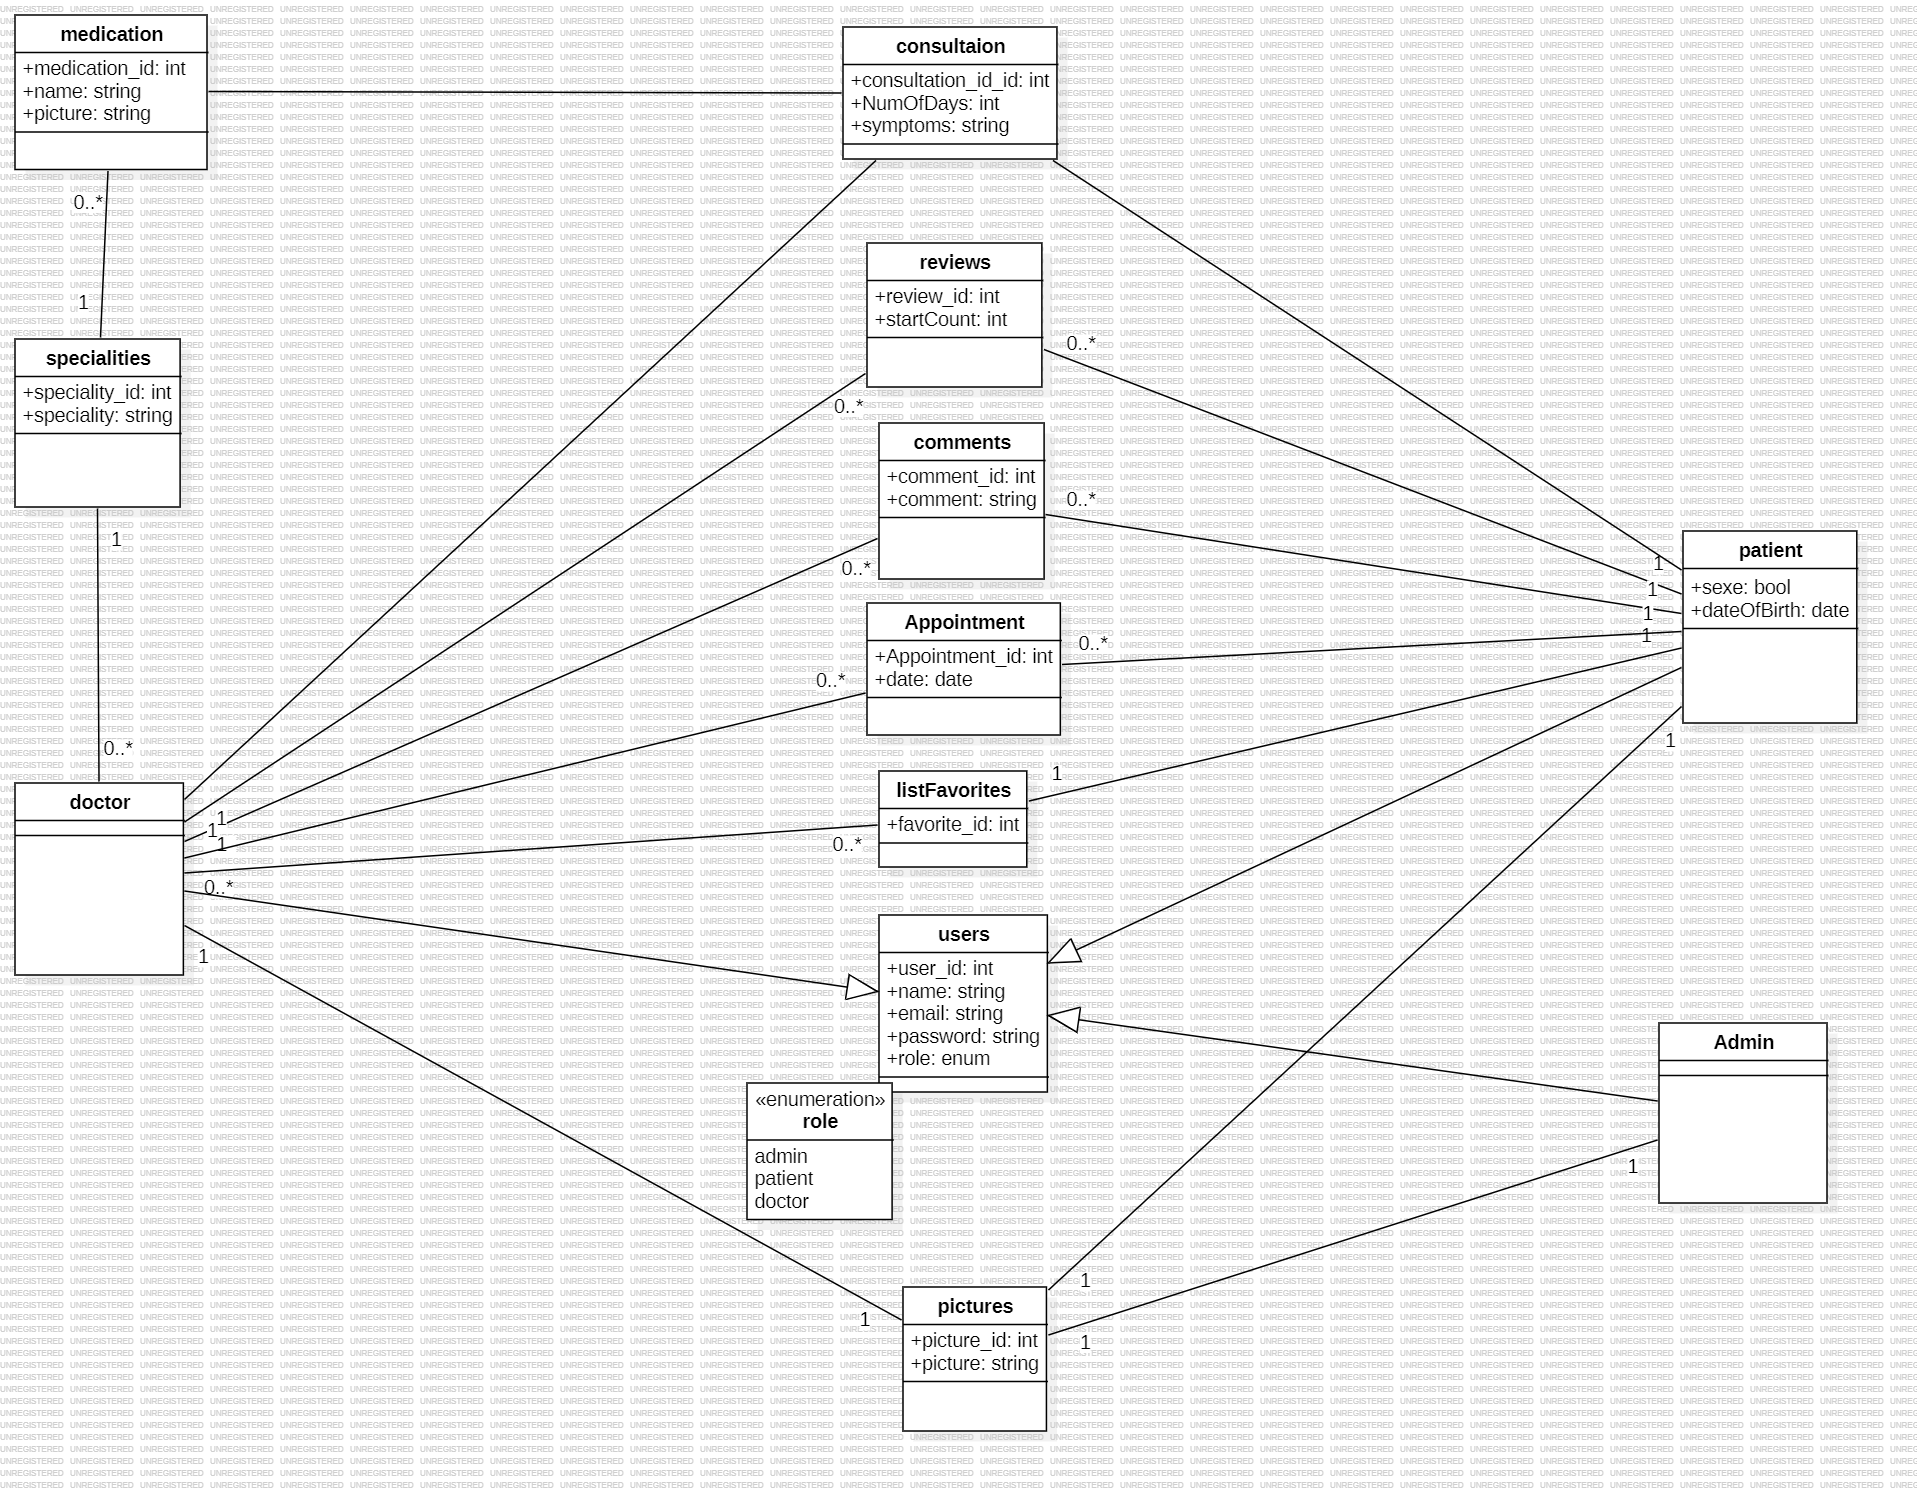 medication
+medication_id: int
+name: string
+picture: string
consultaion
+consultation_id_id: int
+NumOfDays: int
+symptoms: string
0..*
1
reviews
+review_id: int
+startCount: int
0..*
0..*
specialities
+speciality_id: int
+speciality: string
1
0..*
comments
+comment_id: int
+comment: string
0..*
0..*
patient
+sexe: bool
+dateOfBirth: date
1
1
1
1
1
Appointment
+Appointment_id: int
+date: date
0..*
0..*
doctor
1
1
1
0..*
1
listFavorites
+favorite_id: int
1
0..*
users
+user_id: int
+name: string
+email: string
+password: string
+role: enum
«enumeration»
role
admin
patient
doctor
Admin
1
pictures
+picture_id: int
+picture: string
1
1
1
UNREGISTERED